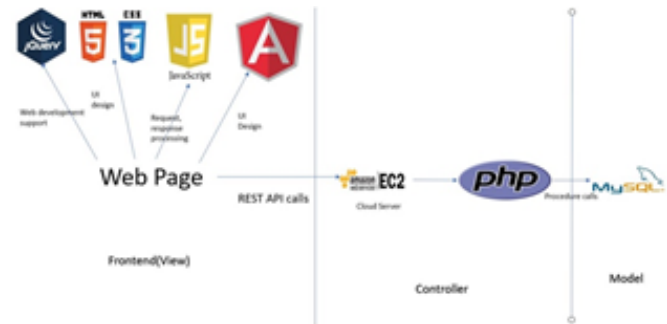 jQuery
HTML
5
CSS
3
JS
JavaScript
A
Web development
support
UI
design
Request,
response
processing
UI
Design
Web Page
REST API calls
amazon
webservices
EC2
Cloud Server
php
Procedure calls
MySQL
Frontend(View)
Controller
Model